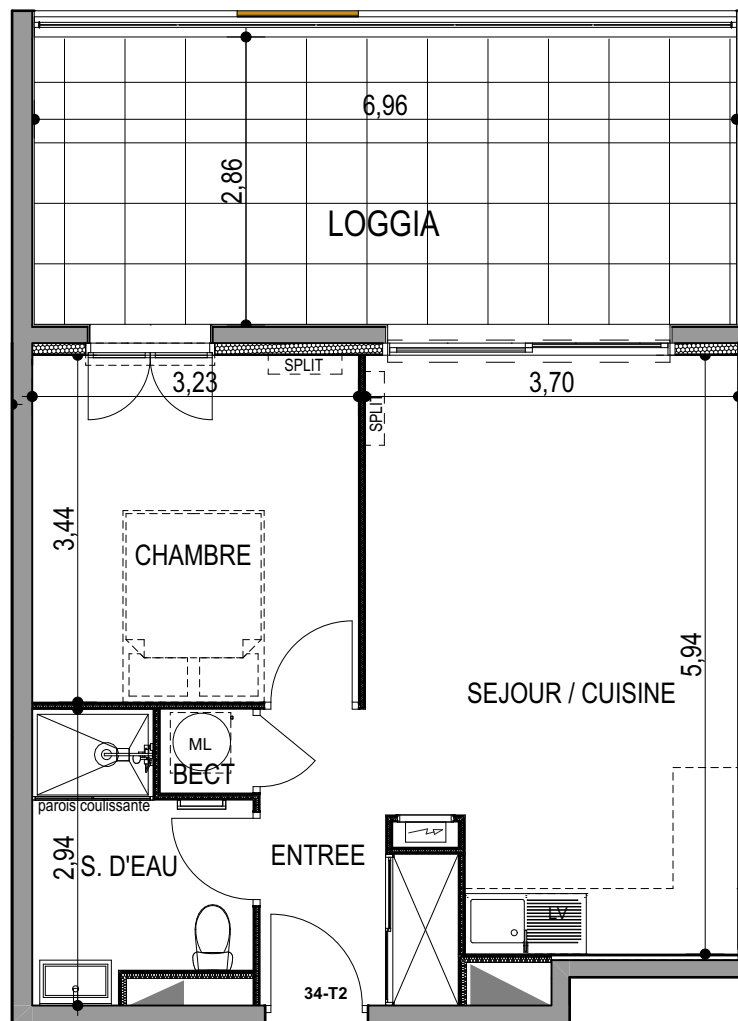 6,96
2,86
LOGGIA
SPLIT
3,23
3,70
SPLIT
3,44
CHAMBRE
5,94
SEJOUR / CUISINE
ML
BECT
parois coulissante
2,94
S. D'EAU
ENTREE
LV
34-T2